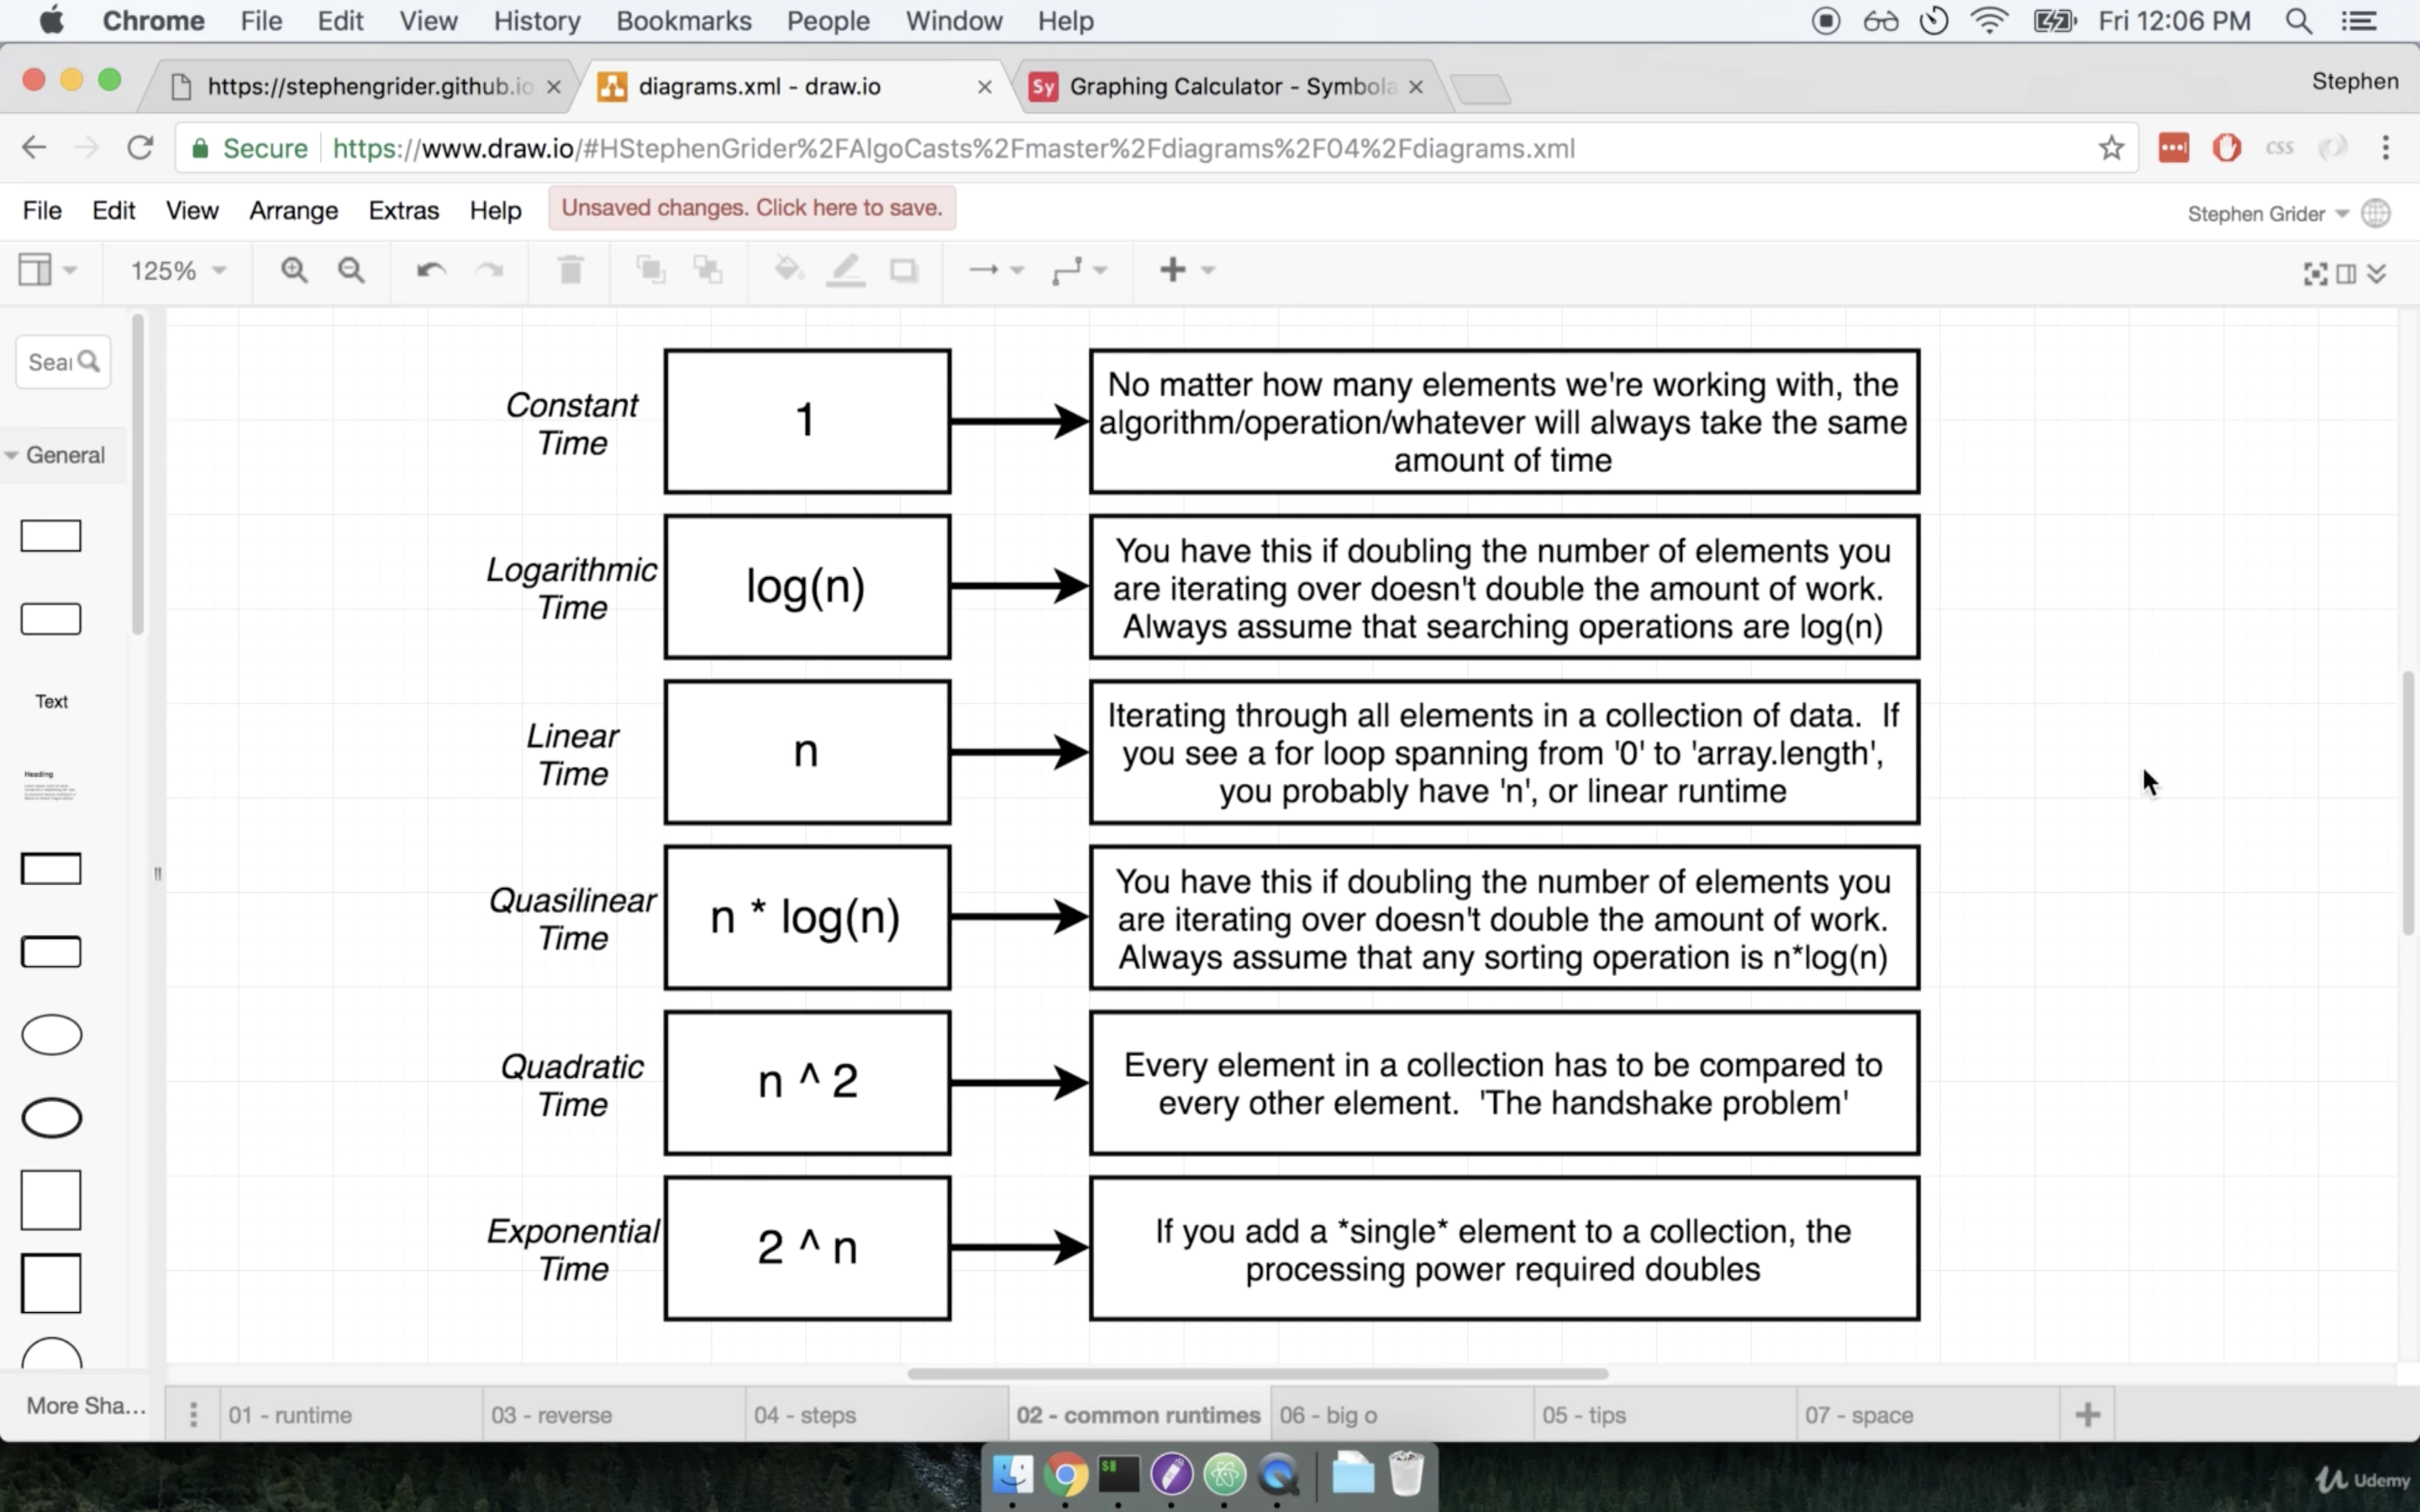 Chrome File Edit View History Bookmarks People Window Help Fri 12:06 PM
https://stephengrider.github.io diagrams.xml - draw.io Graphing Calculator - Symbola Stephen
Secure https://www.draw.io/#HStephenGrider%2FAlgoCasts%2Fmaster%2Fdiagrams%2F04%2Fdiagrams.xml css
File Edit View Arrange Extras Help Unsaved changes. Click here to save. Stephen Grider
125%
Sear
General
Text
Heading
More Sha...
Constant
Time
1
No matter how many elements we're working with, the
algorithm/operation/whatever will always take the same
amount of time
Logarithmic
Time
log(n)
You have this if doubling the number of elements you
are iterating over doesn't double the amount of work.
Always assume that searching operations are log(n)
Linear
Time
n
Iterating through all elements in a collection of data.  If
you see a for loop spanning from '0' to 'array.length',
you probably have 'n', or linear runtime
Quasilinear
Time
n * log(n)
You have this if doubling the number of elements you
are iterating over doesn't double the amount of work.
Always assume that any sorting operation is n*log(n)
Quadratic
Time
n ^ 2
Every element in a collection has to be compared to
every other element.  'The handshake problem'
Exponential
Time
2 ^ n
If you add a *single* element to a collection, the
processing power required doubles
01 - runtime 03 - reverse 04 - steps 02 - common runtimes 06 - big o 05 - tips 07 - space
Udemy